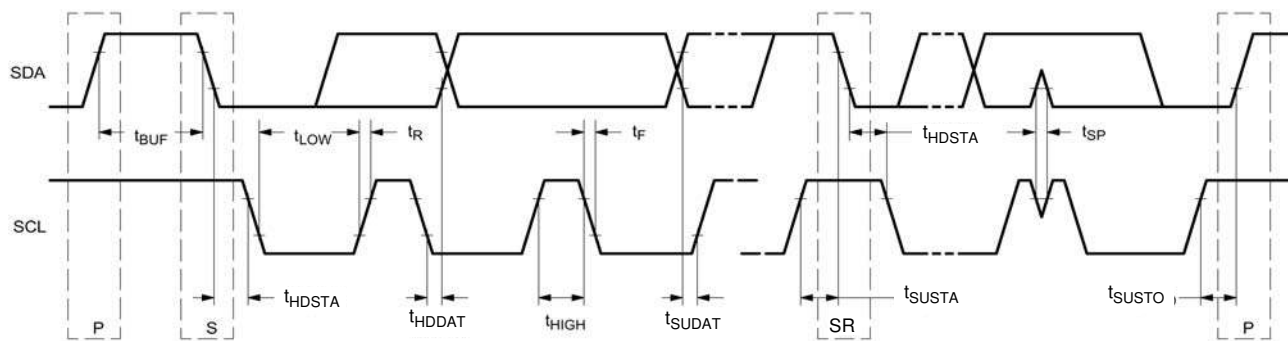 SDA
tBUF
tLOW
tR
tF
tHDSTA
tSP
SCL
tHDSTA
tHDDAT
tHIGH
tSUDAT
tSUSTA
tSUSTO
P
S
SR
P